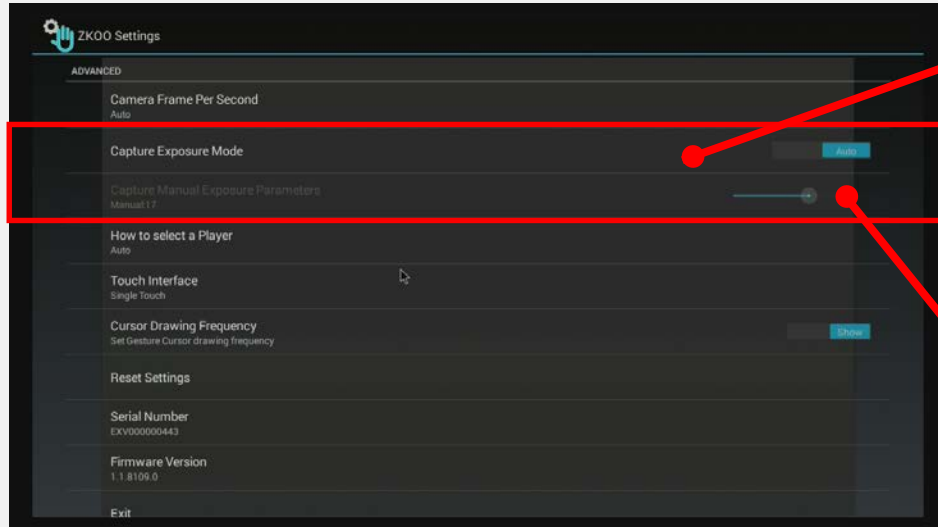 ZKOO Settings
ADVANCED
Camera Frame Per Second
Auto
Capture Exposure Mode
Auto
Capture Manual Exposure Parameters
Manual:17
How to select a Player
Auto
Touch Interface
Single Touch
Cursor Drawing Frequency
Set Gesture Cursor drawing frequency
Show
Reset Settings
Serial Number
EXV000000443
Firmware Version
1.1.8109.0
Exit